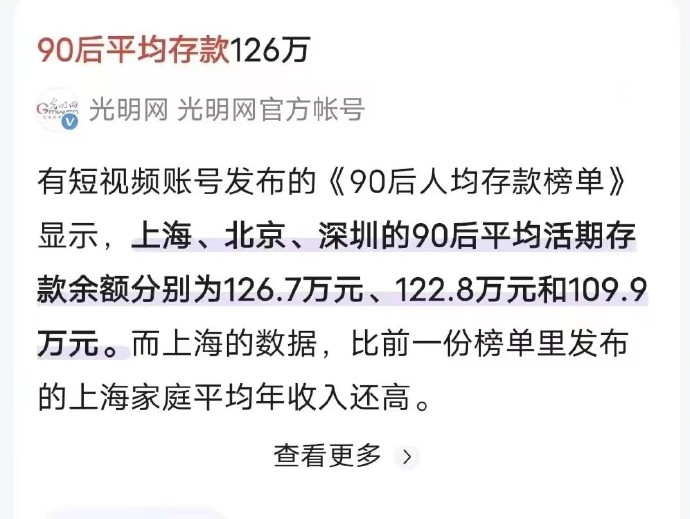 90后平均存款126万
光明网 光明网官方帐号
有短视频账号发布的《90后人均存款榜单》
显示，上海、北京、深圳的90后平均活期存
款余额分别为126.7万元、122.8万元和109.9
万元。而上海的数据，比前一份榜单里发布
的上海家庭平均年收入还高。
查看更多 >